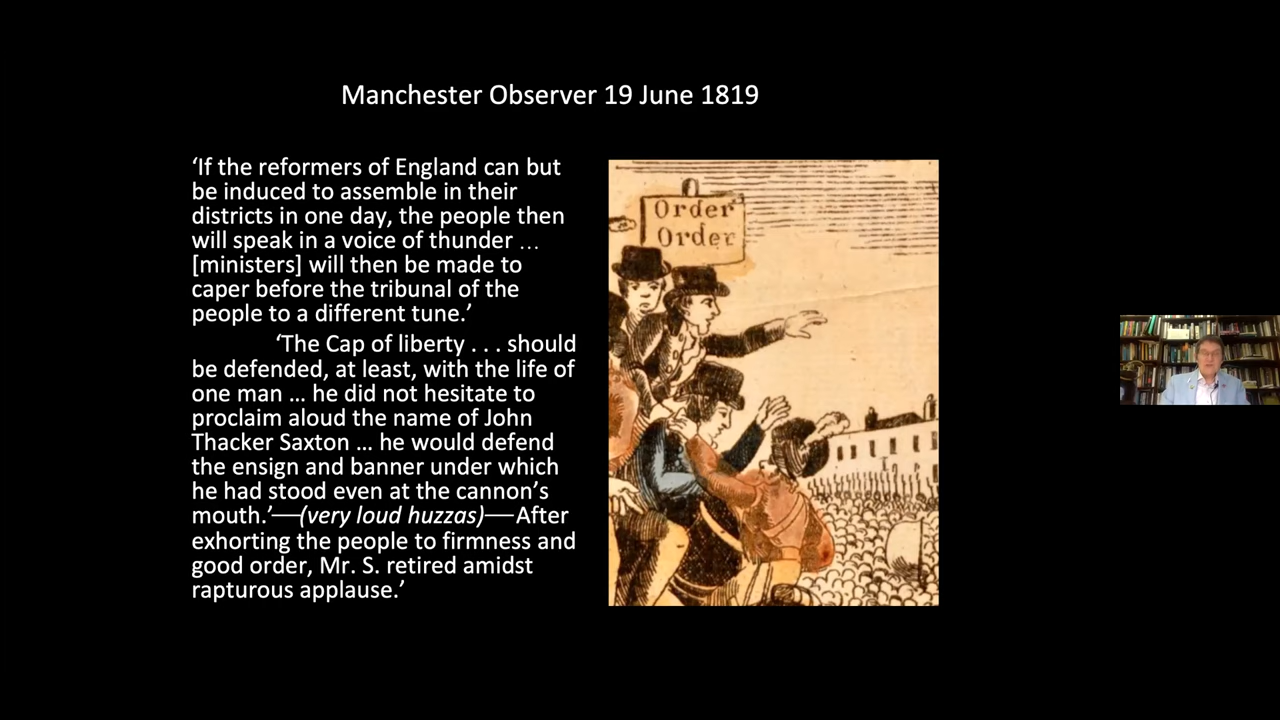 Manchester Observer 19 June 1819
‘If the reformers of England can but
be induced to assemble in their
districts in one day, the people then
will speak in a voice of thunder …
[ministers] will then be made to
caper before the tribunal of the
people to a different tune.’
‘The Cap of liberty . . . should
be defended, at least, with the life of
one man … he did not hesitate to
proclaim aloud the name of John
Thacker Saxton … he would defend
the ensign and banner under which
he had stood even at the cannon’s
mouth.’—(very loud huzzas)—After
exhorting the people to firmness and
good order, Mr. S. retired amidst
rapturous applause.’
Order
Order